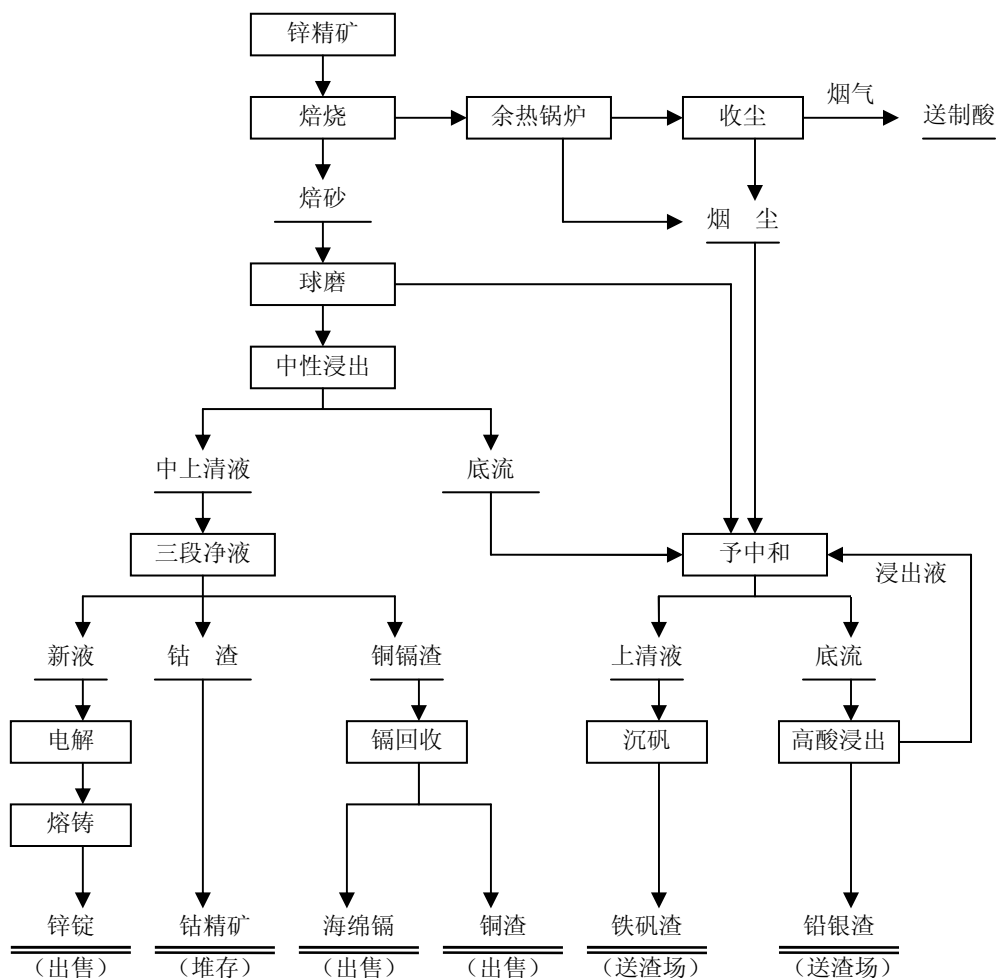 锌精矿
焙烧
余热锅炉
收尘
烟气
送制酸
焙砂
烟　尘
球磨
中性浸出
中上清液
底流
三段净液
予中和
浸出液
新液
钴　渣
铜镉渣
上清液
底流
电解
镉回收
沉矾
高酸浸出
熔铸
锌锭
钴精矿
海绵镉
铜渣
铁矾渣
铅银渣
（出售）
（堆存）
（出售）
（出售）
（送渣场）
（送渣场）